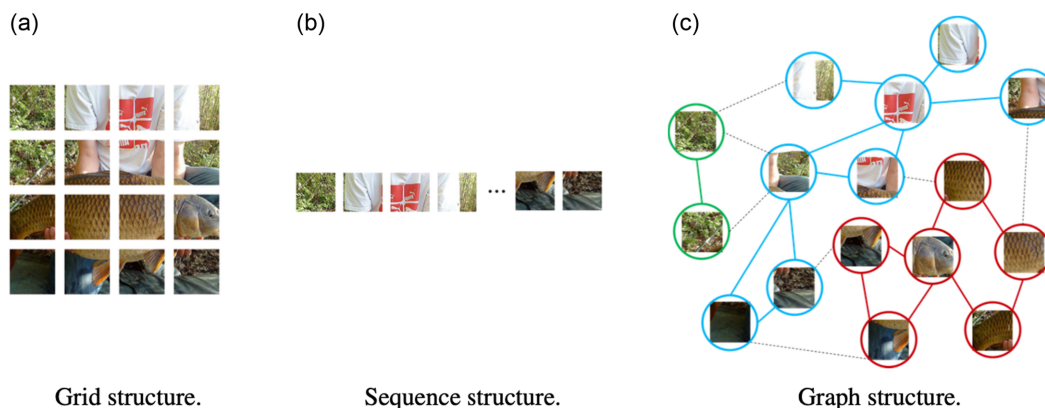 (a)
(b)
(c)
Grid structure.
Sequence structure.
Graph structure.